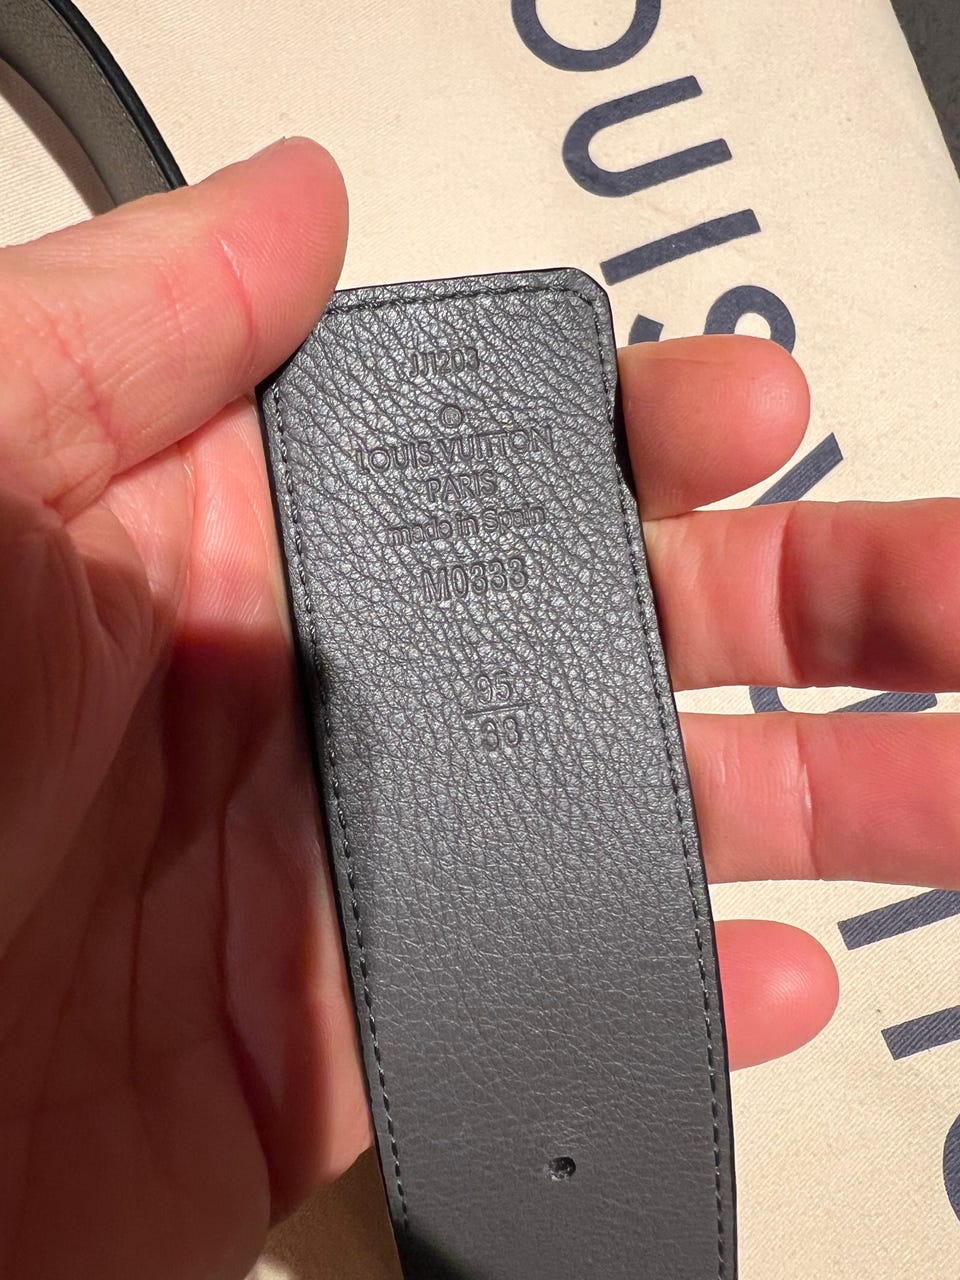 JJ1203
LOUIS VUITTON
PARIS
made in Spain
M0333
95
38